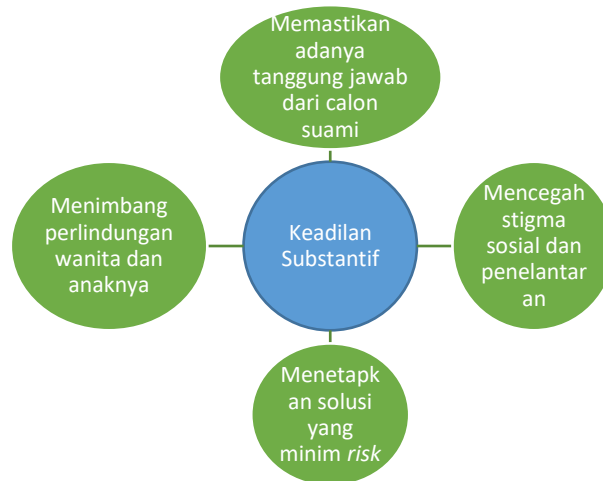 Memastikan
adanya
tanggung jawab
dari calon
suami
Menimbang
perlindungan
wanita dan
anaknya
Keadilan
Substantif
Mencegah
stigma
sosial dan
penelantar
an
Menetapk
an solusi
yang
minim risk